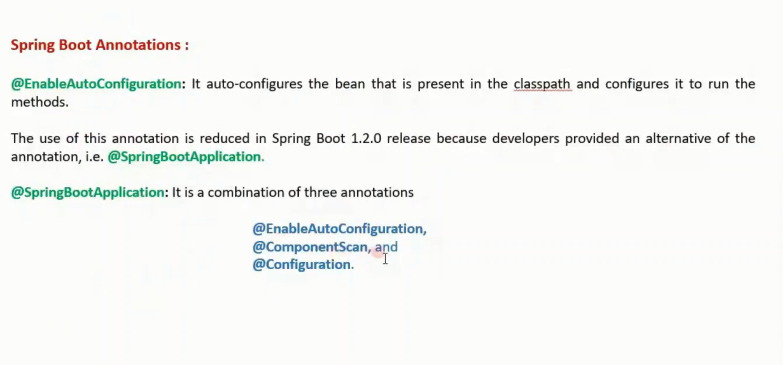 Spring Boot Annotations :
@EnableAutoConfiguration: It auto-configures the bean that is present in the classpath and configures it to run the
methods.
The use of this annotation is reduced in Spring Boot 1.2.0 release because developers provided an alternative of the
annotation, i.e. @SpringBootApplication.
@SpringBootApplication: It is a combination of three annotations
@EnableAutoConfiguration,
@ComponentScan, and
@Configuration.